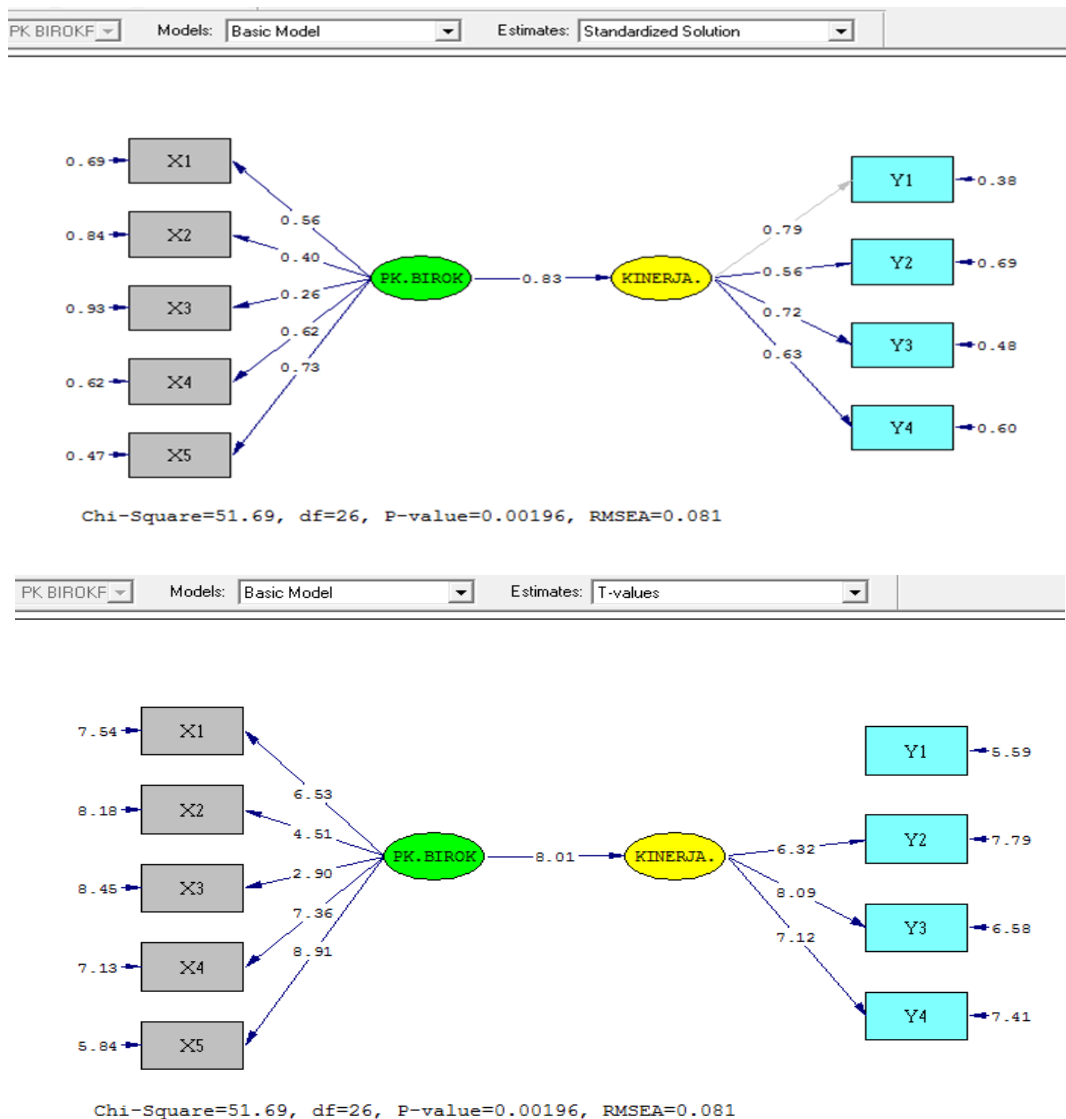 PK BIROKF Models: Basic Model Estimates: Standardized Solution
0.69 X1
0.84 X2
0.93 X3
0.62 X4
0.47 X5
0.56
0.40
0.26
0.62
0.73
PK.BIROK 0.83 KINERJA.
0.79
0.56
0.72
0.63
Y1 0.38
Y2 0.69
Y3 0.48
Y4 0.60
Chi-Square=51.69, df=26, P-value=0.00196, RMSEA=0.081
PK BIROKF Models: Basic Model Estimates: T-values
7.54 X1
8.18 X2
8.45 X3
7.13 X4
5.84 X5
6.53
4.51
2.90
7.36
8.91
PK.BIROK 8.01 KINERJA.
6.32
8.09
7.12
Y1 5.59
Y2 7.79
Y3 6.58
Y4 7.41
Chi-Square=51.69, df=26, P-value=0.00196, RMSEA=0.081